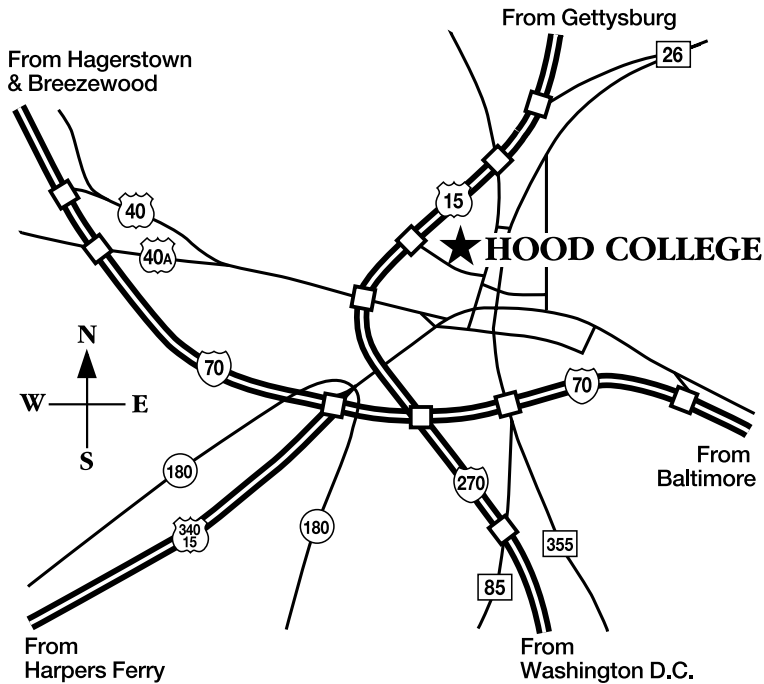 From Gettysburg
26
From Hagerstown
& Breezewood
15
40
40A
HOOD COLLEGE
N
W
E
S
70
70
From
Baltimore
180
270
340
15
180
355
85
From
Harpers Ferry
From
Washington D.C.